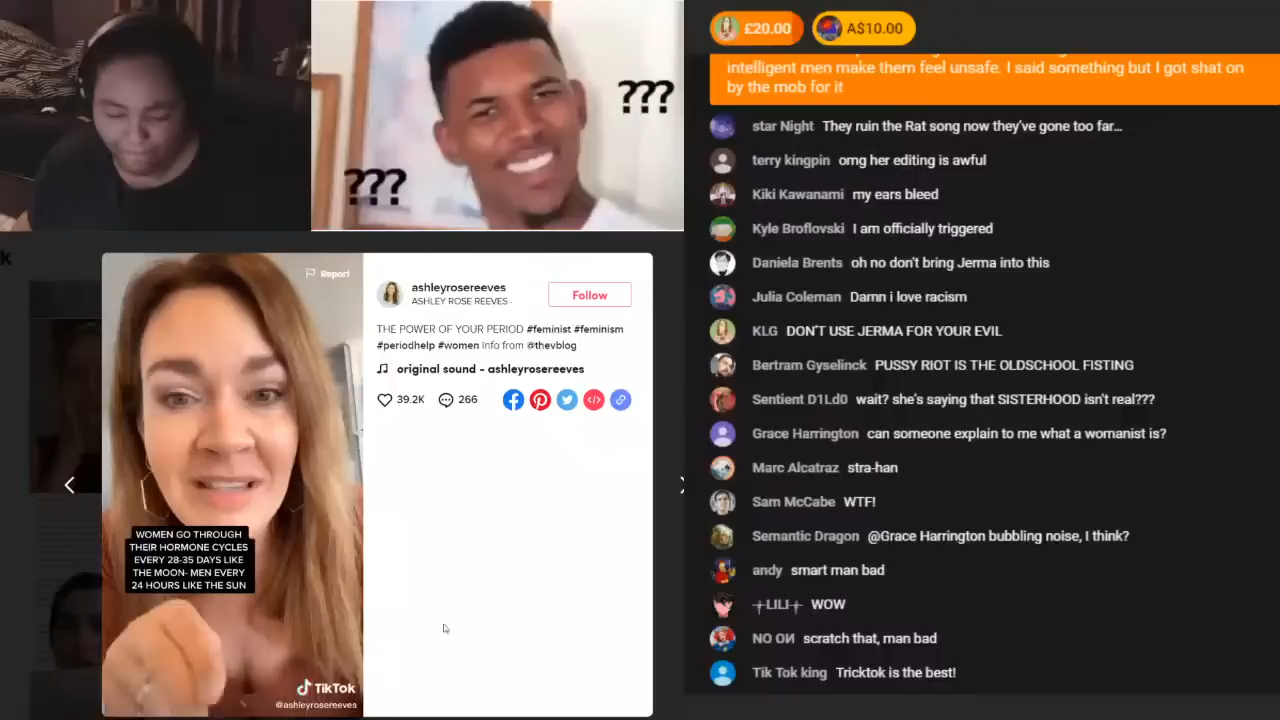 £20.00
A$10.00
intelligent men make them feel unsafe. I said something but I got shat on
by the mob for it
star Night They ruin the Rat song now they've gone too far...
terry kingpin omg her editing is awful
Kiki Kawanami my ears bleed
Kyle Broflovski I am officially triggered
Daniela Brents oh no don't bring Jerma into this
Julia Coleman Damn i love racism
KLG DON'T USE JERMA FOR YOUR EVIL
Bertram Gyselinck PUSSY RIOT IS THE OLDSCHOOL FISTING
Sentient D1Ld0 wait? she's saying that SISTERHOOD isn't real???
Grace Harrington can someone explain to me what a womanist is?
Marc Alcatraz stra-han
Sam McCabe WTF!
Semantic Dragon @Grace Harrington bubbling noise, I think?
andy smart man bad
⸸LILI⸸ WOW
NO OИ scratch that, man bad
Tik Tok king Tricktok is the best!
???
???
k
Report
ashleyrosereeves
ASHLEY ROSE REEVES ·
Follow
THE POWER OF YOUR PERIOD #feminist #feminism
#periodhelp #women Info from @thevblog
original sound - ashleyrosereeves
39.2K
266
WOMEN GO THROUGH
THEIR HORMONE CYCLES
EVERY 28-35 DAYS LIKE
THE MOON- MEN EVERY
24 HOURS LIKE THE SUN
TikTok
@ashleyrosereeves